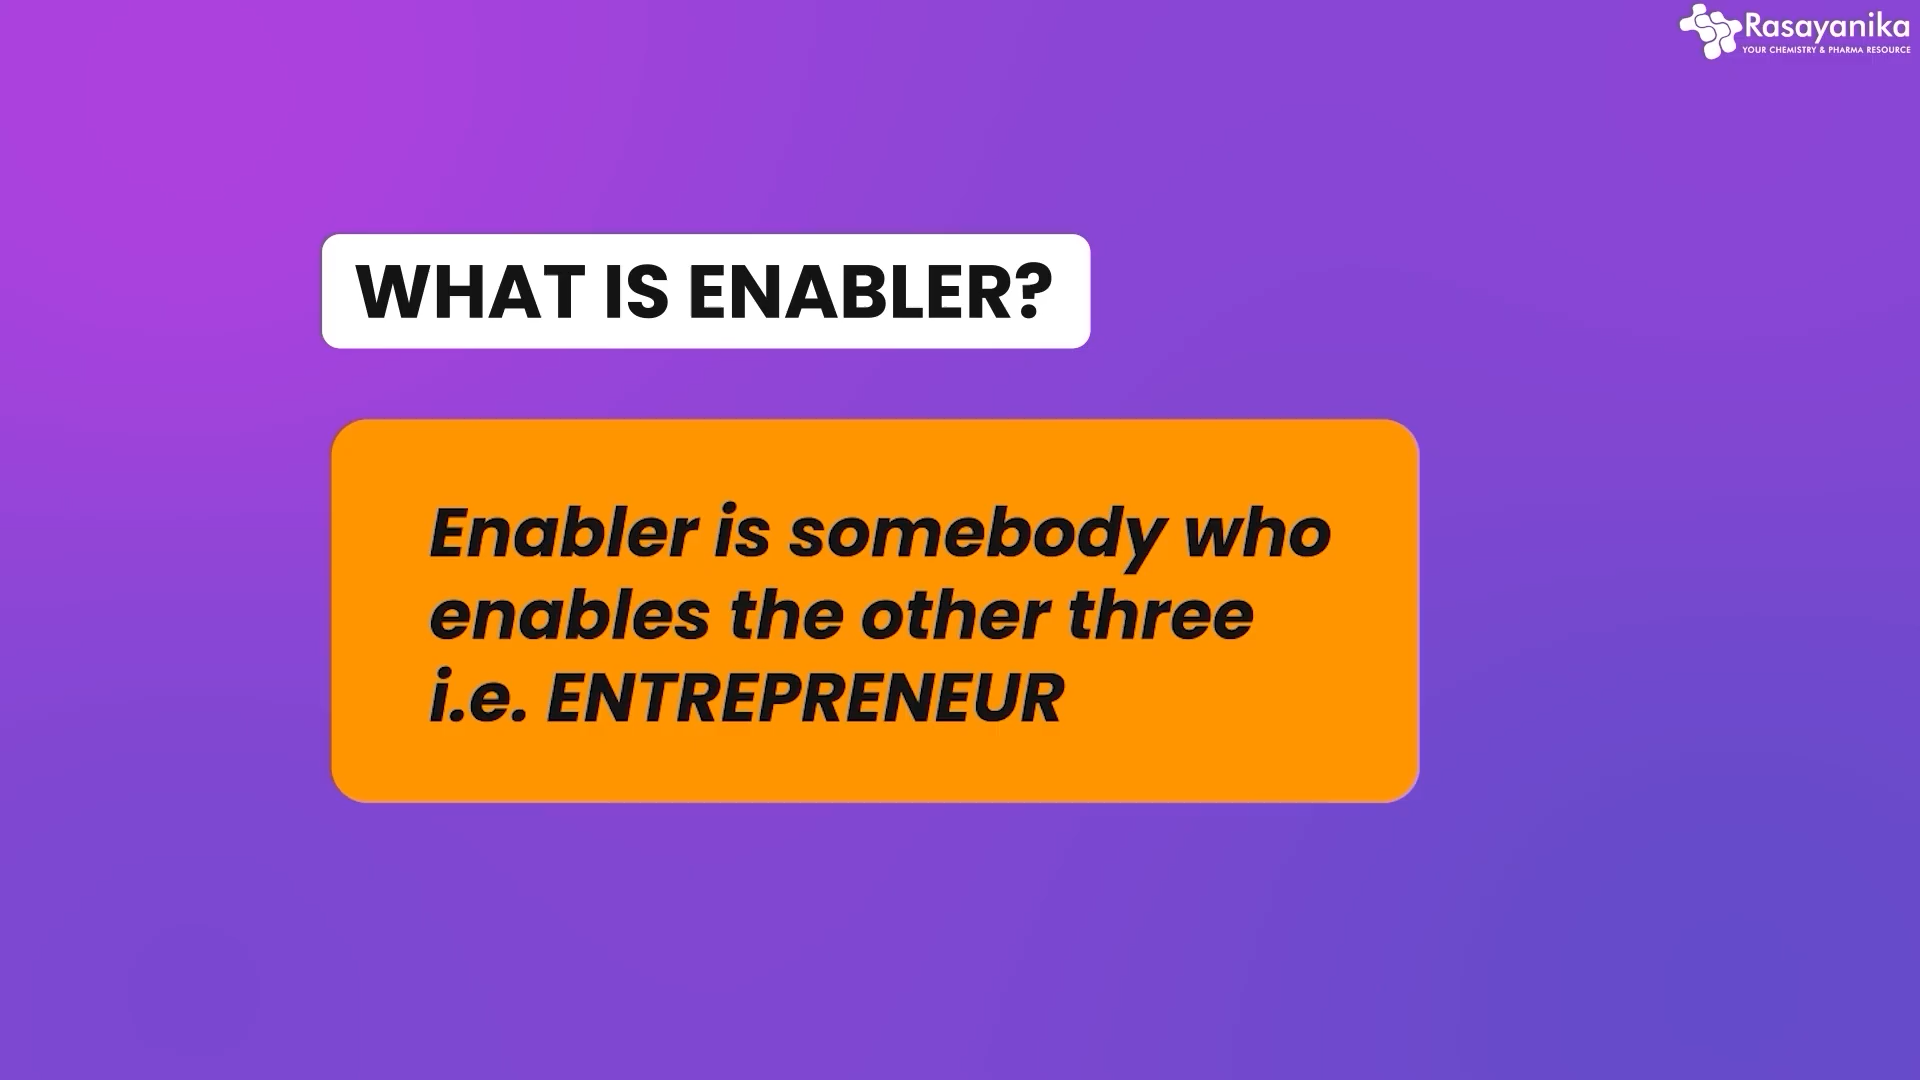 Rasayanika
YOUR CHEMISTRY & PHARMA RESOURCE
WHAT IS ENABLER?
Enabler is somebody who
enables the other three
i.e. ENTREPRENEUR